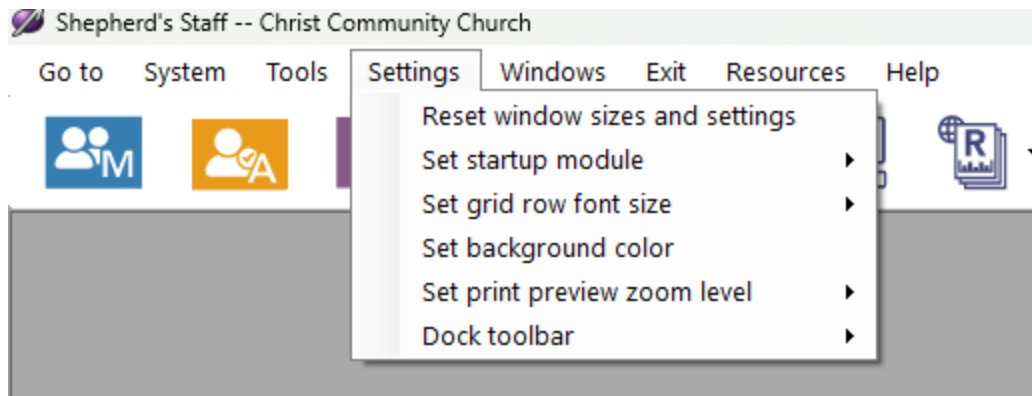 Shepherd's Staff -- Christ Community Church
Go to System Tools Settings Windows Exit Resources Help
M
A
R
Reset window sizes and settings
Set startup module
Set grid row font size
Set background color
Set print preview zoom level
Dock toolbar